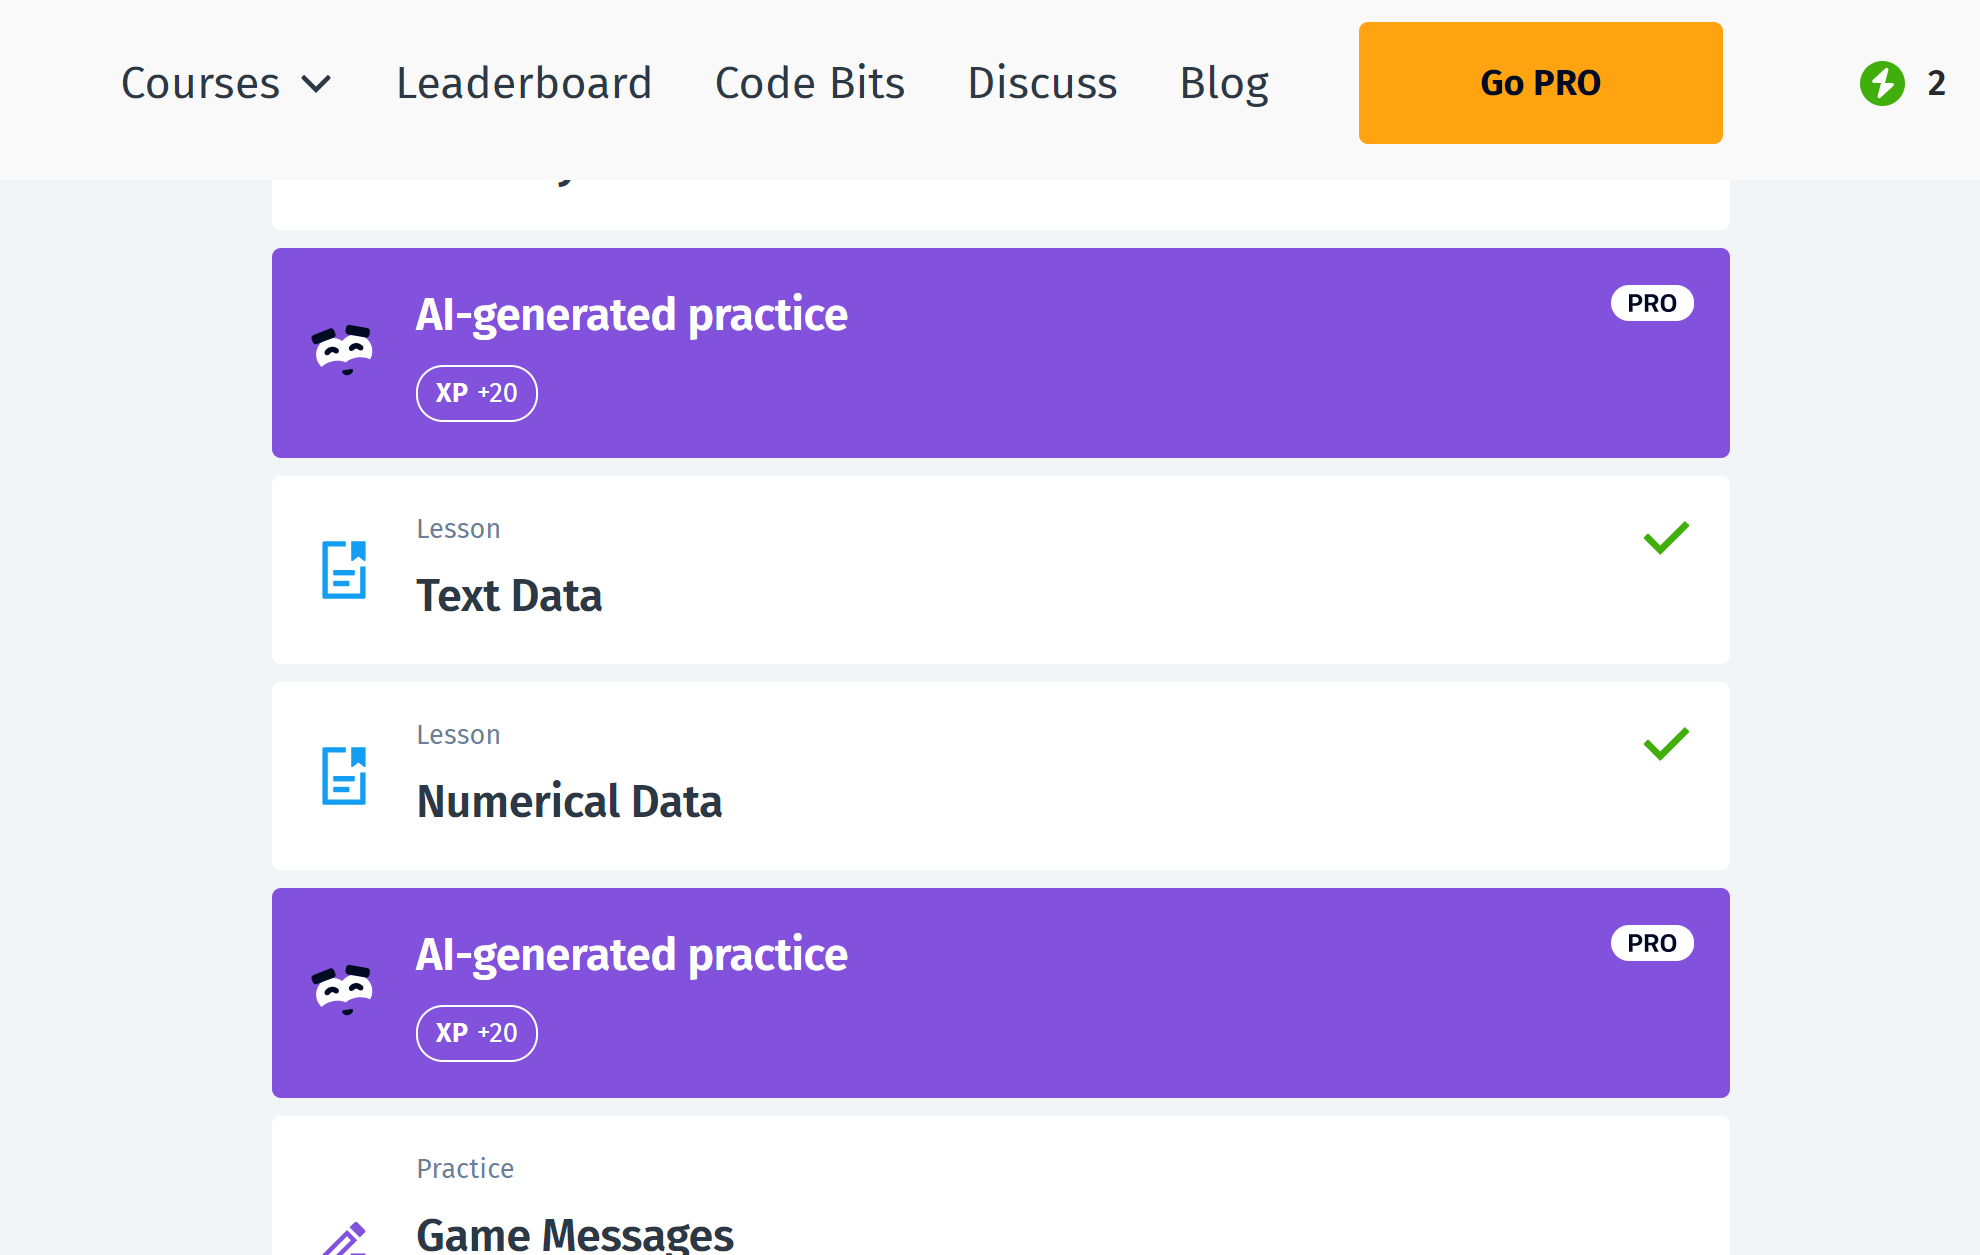 Courses Leaderboard Code Bits Discuss Blog Go PRO 2
AI-generated practice PRO
XP +20
Lesson
Text Data
Lesson
Numerical Data
AI-generated practice PRO
XP +20
Practice
Game Messages